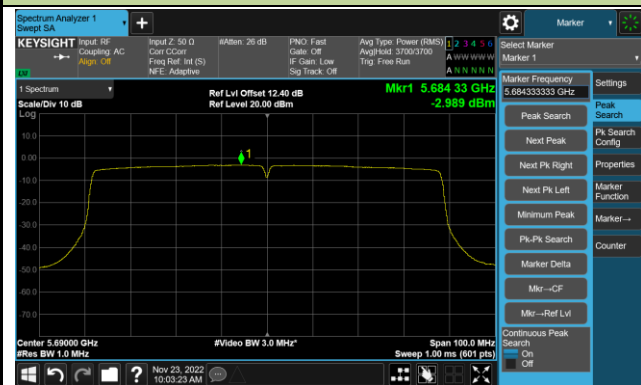 Spectrum Analyzer 1
Swept SA
+
Marker
KEYSIGHT
Input: RF
Coupling: AC
Align: Off
Input Z: 50 Ω
Corr CCorr
Freq Ref: Int (S)
NFE: Adaptive
#Atten: 26 dB
PNO: Fast
Gate: Off
IF Gain: Low
Sig Track: Off
Avg Type: Power (RMS)
Avg|Hold: 3700/3700
Trig: Free Run
1 2 3 4 5 6
A W W W W W
A N N N N N
Select Marker
Marker 1
1 Spectrum
Scale/Div 10 dB
Log
Ref Lvl Offset 12.40 dB
Ref Level 20.00 dBm
Mkr1 5.684 33 GHz
-2.989 dBm
10.0
0.00
-10.0
-20.0
-30.0
-40.0
-50.0
-60.0
-70.0
1
Center 5.69000 GHz
#Res BW 1.0 MHz
#Video BW 3.0 MHz*
Span 100.0 MHz
Sweep 1.00 ms (601 pts)
Marker Frequency
5.684333333 GHz
Peak Search
Next Peak
Next Pk Right
Next Pk Left
Minimum Peak
Pk-Pk Search
Marker Delta
Mkr→CF
Mkr→Ref Lvl
Continuous Peak
Search
On
Off
Settings
Peak
Search
Pk Search
Config
Properties
Marker
Function
Marker→
Counter
?
Nov 23, 2022
10:03:23 AM